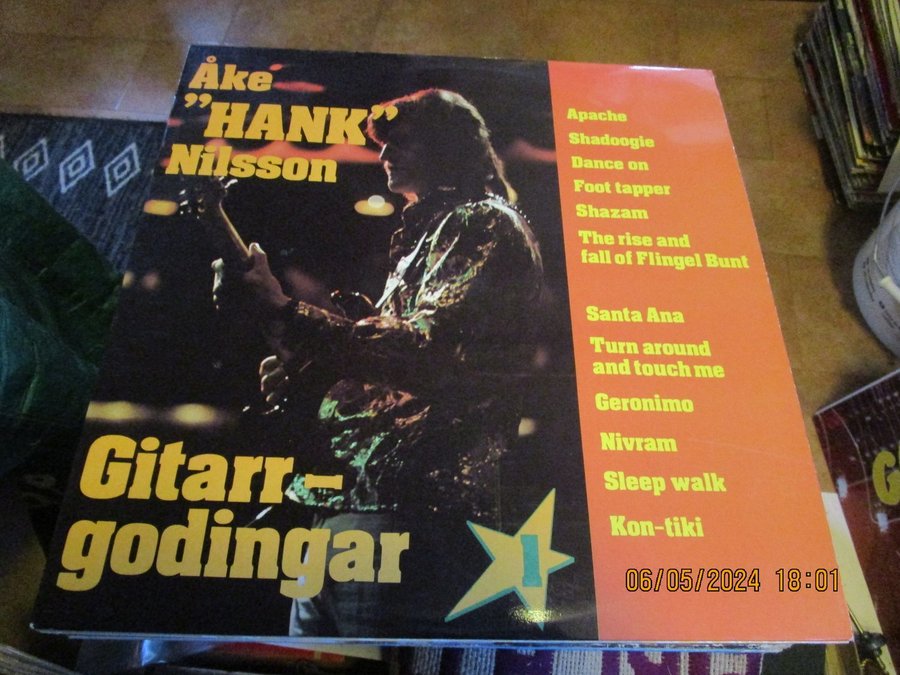 Åke
"HANK"
Nilsson
Gitarr-
godingar
1
Apache
Shadoogie
Dance on
Foot tapper
Shazam
The rise and
fall of Flingel Bunt
Santa Ana
Turn around
and touch me
Geronimo
Nivram
Sleep walk
Kon-tiki
06/05/2024 18:01
G